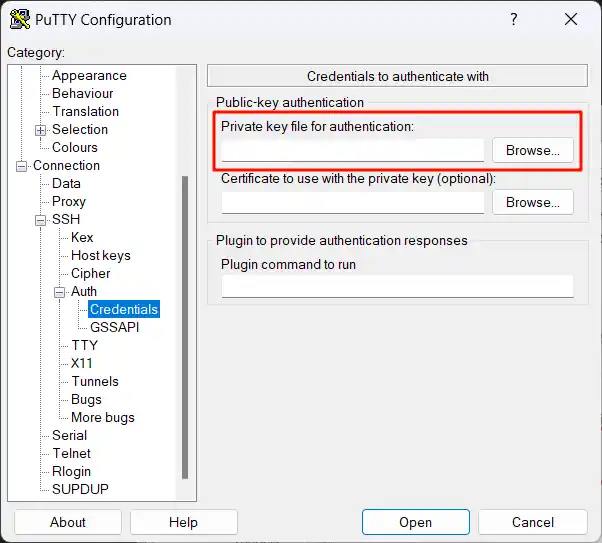 PuTTY Configuration
Category:
Appearance
Behaviour
Translation
Selection
Colours
Connection
Data
Proxy
SSH
Kex
Host keys
Cipher
Auth
Credentials
GSSAPI
TTY
X11
Tunnels
Bugs
More bugs
Serial
Telnet
Rlogin
SUPDUP
Credentials to authenticate with
Public-key authentication
Private key file for authentication:
Browse...
Certificate to use with the private key (optional):
Browse...
Plugin to provide authentication responses
Plugin command to run
About
Help
Open
Cancel